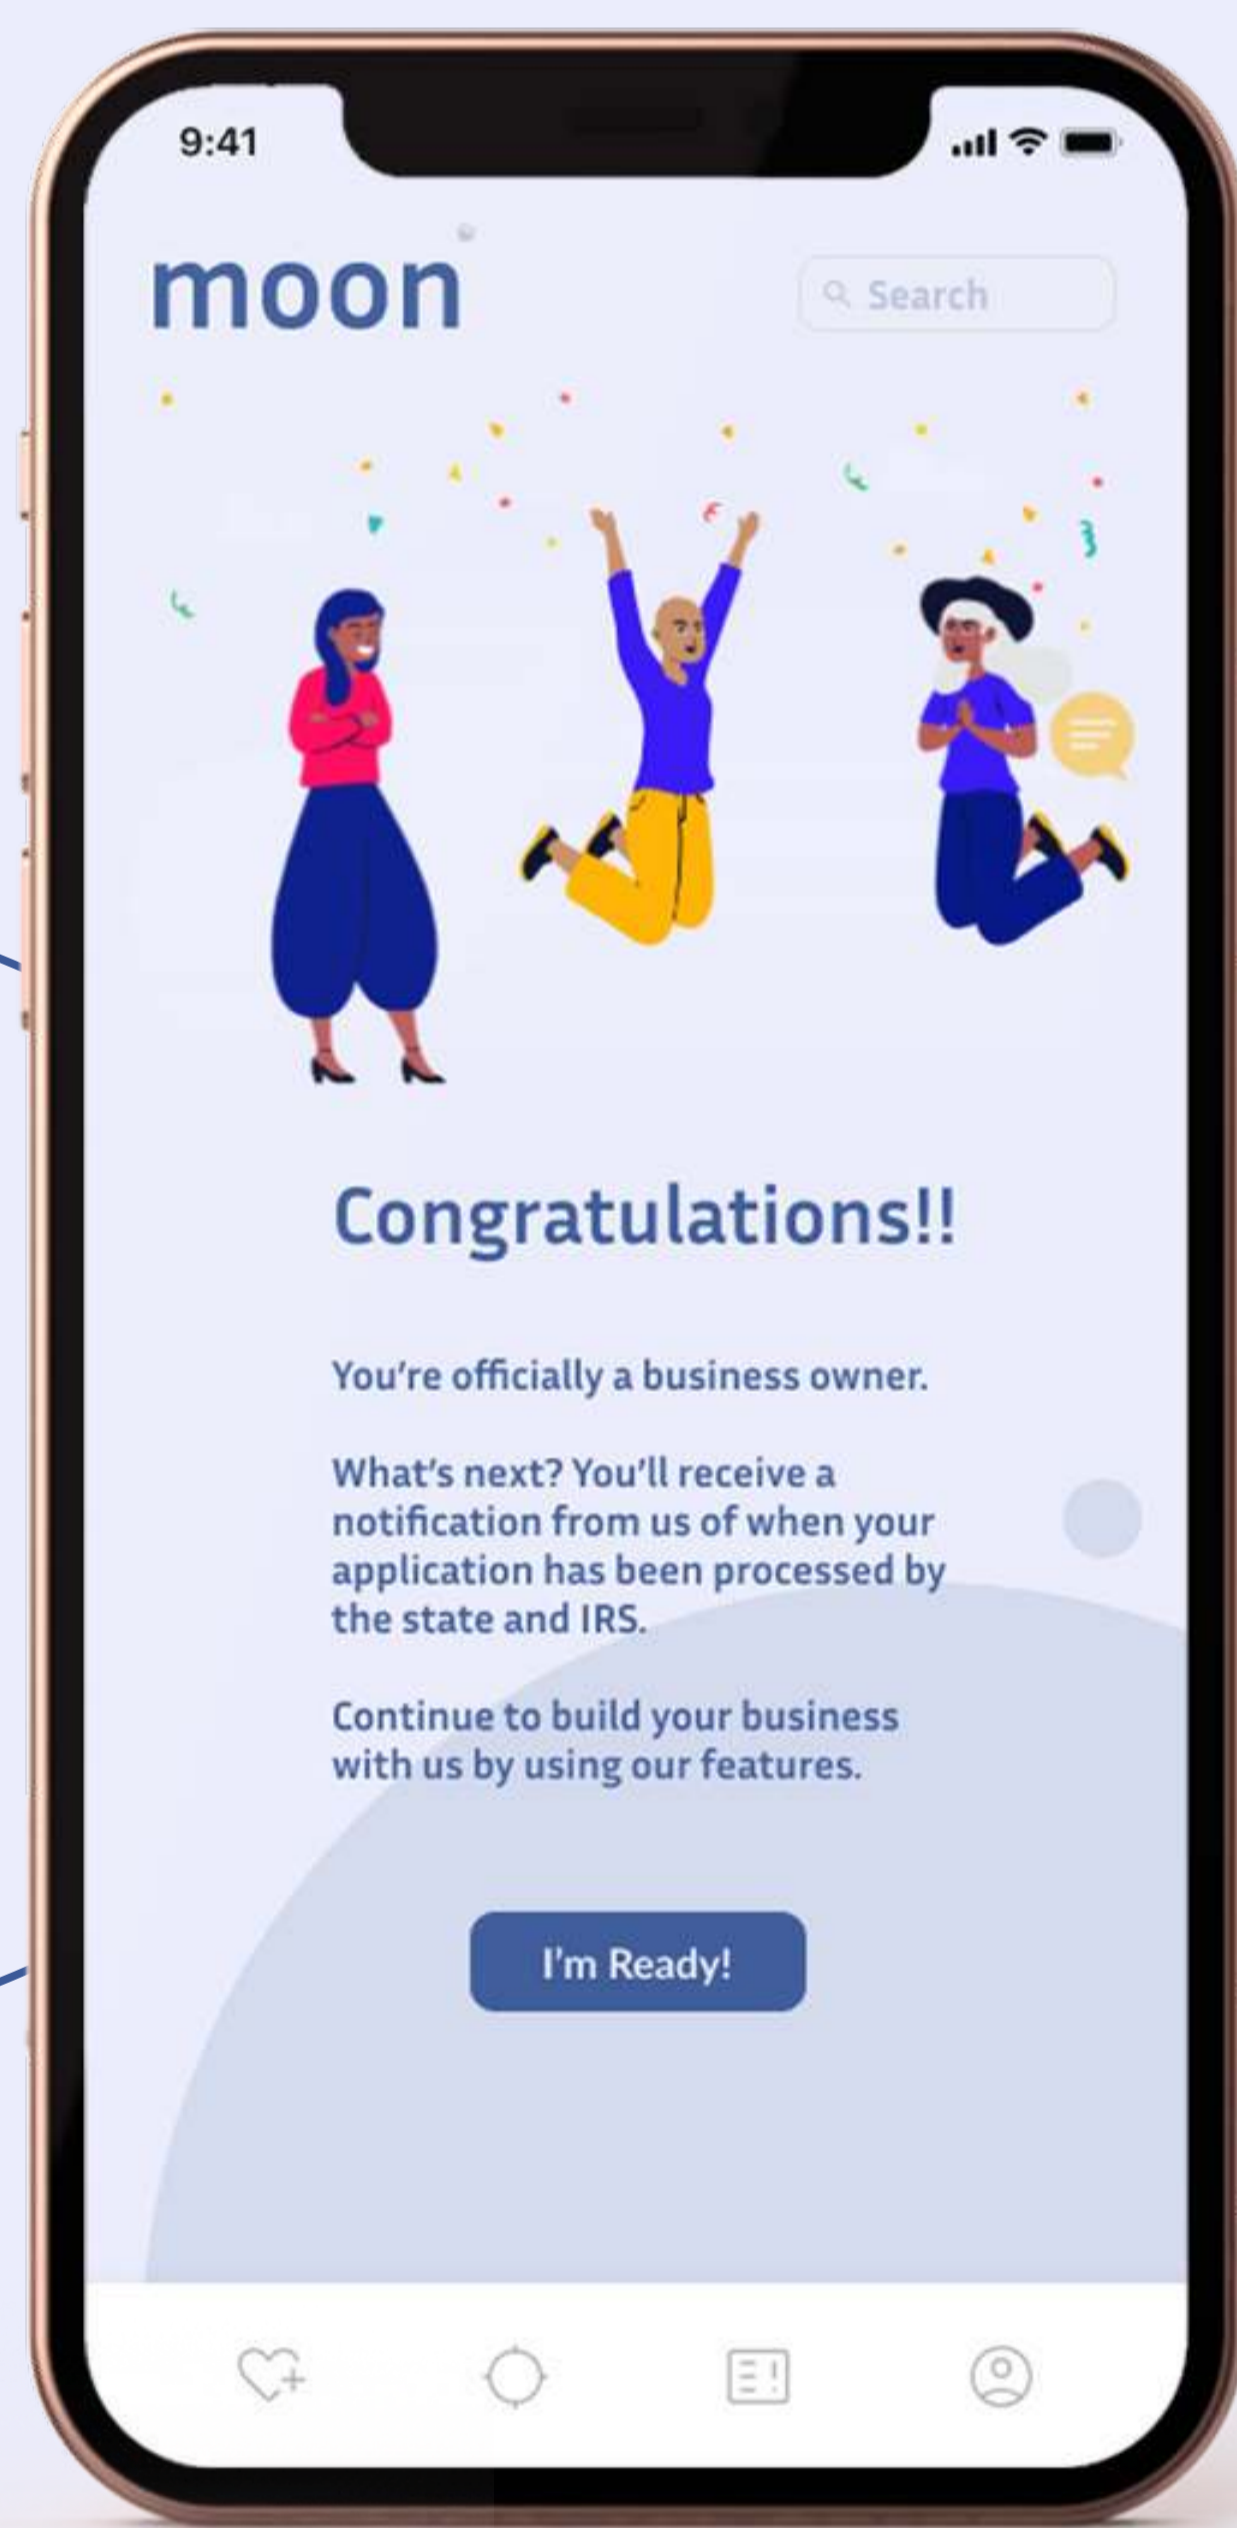 9:41
moon
Search
Congratulations!!
You’re officially a business owner.
What’s next? You’ll receive a
notification from us of when your
application has been processed by
the state and IRS.
Continue to build your business
with us by using our features.
I’m Ready!